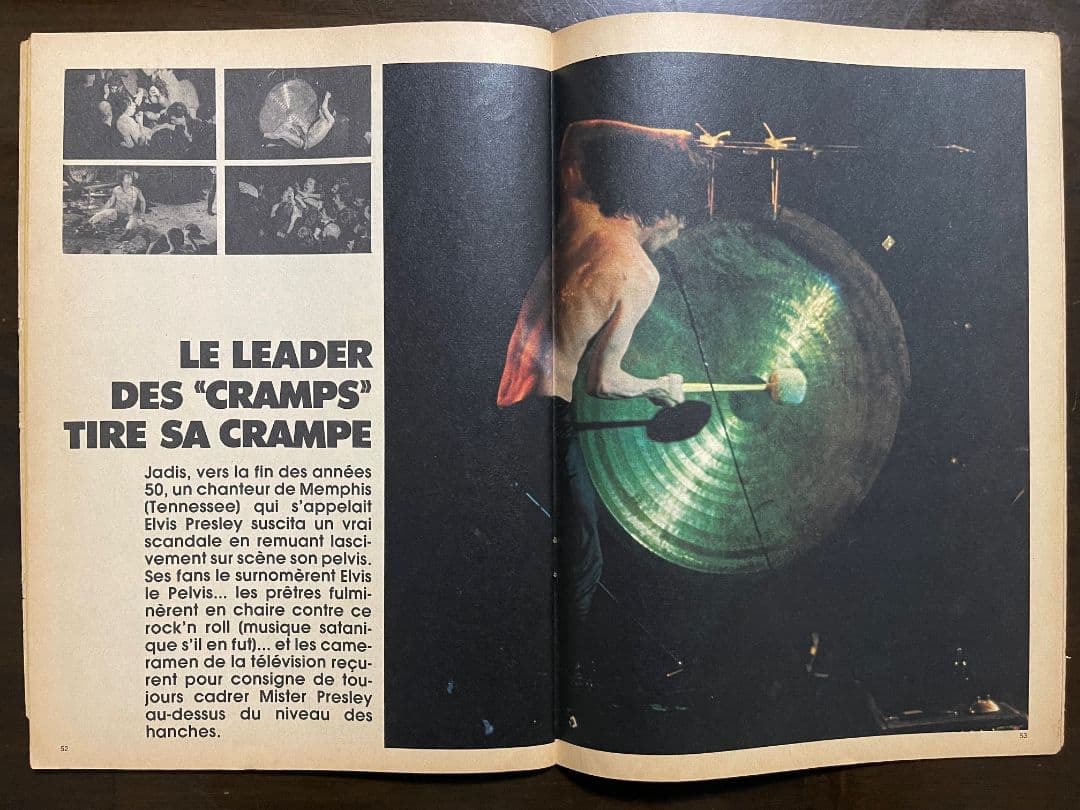 LE LEADER
DES “CRAMPS”
TIRE SA CRAMPE
Jadis, vers la fin des années
50, un chanteur de Memphis
(Tennessee) qui s'appelait
Elvis Presley suscita un vrai
scandale en remuant lasci-
vement sur scène son pelvis.
Ses fans le surnomèrent Elvis
le Pelvis... les prêtres fulmi-
nèrent en chaire contre ce
rock'n roll (musique satani-
que s'il en fut)... et les came-
ramen de la télévision reçu-
rent pour consigne de tou-
jours cadrer Mister Presley
au-dessus du niveau des
hanches.
52
53